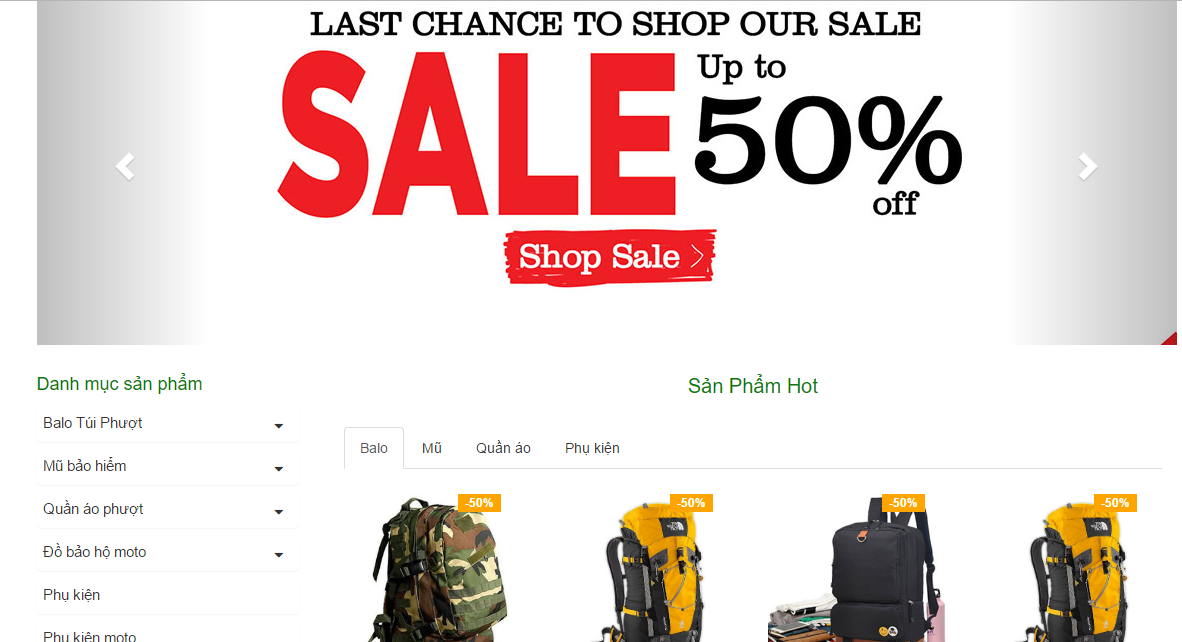 LAST CHANCE TO SHOP OUR SALE
SALE
Up to
50%
off
Shop Sale
Danh mục sản phẩm
Balo Túi Phượt
Mũ bảo hiểm
Quần áo phượt
Đồ bảo hộ moto
Phụ kiện
Phụ kiện moto
Sản Phẩm Hot
Balo Mũ Quần áo Phụ kiện
-50% -50% -50% -50%